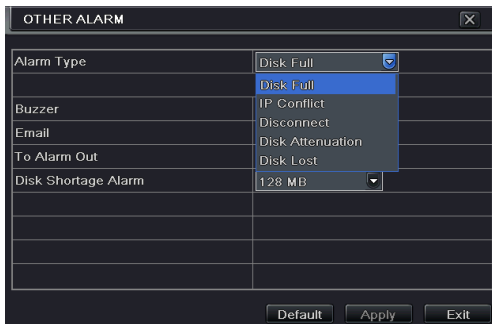 OTHER ALARM
Alarm Type Disk Full
Disk Full
Buzzer IP Conflict
Disconnect
Email
Disk Attenuation
To Alarm Out Disk Lost
Disk Shortage Alarm 128 MB
Default Apply Exit